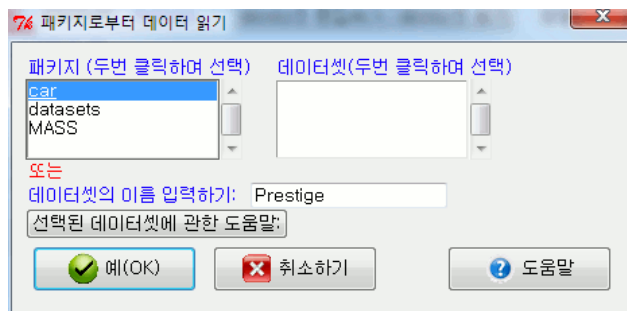 패키지로부터 데이터 읽기
패키지 (두번 클릭하며 선택) 데이터셋(두번 클릭하며 선택)
car
datasets
MASS
또는
데이터셋의 이름 입력하기: Prestige
선택된 데이터셋에 관한 도움말:
예(OK) 취소하기 도움말